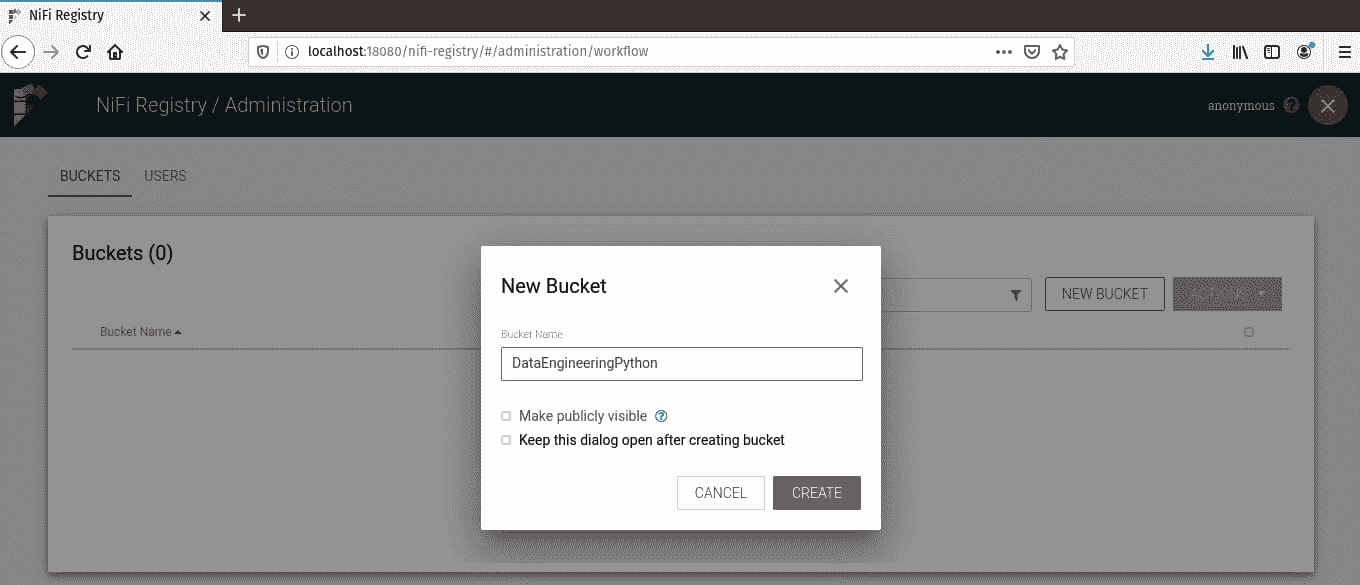 NiFi Registry
localhost:18080/nifi-registry/#/administration/workflow
NiFi Registry / Administration
anonymous
BUCKETS USERS
Buckets (0)
NEW BUCKET
Bucket Name
New Bucket
Bucket Name
DataEngineeringPython
Make publicly visible
Keep this dialog open after creating bucket
CANCEL CREATE